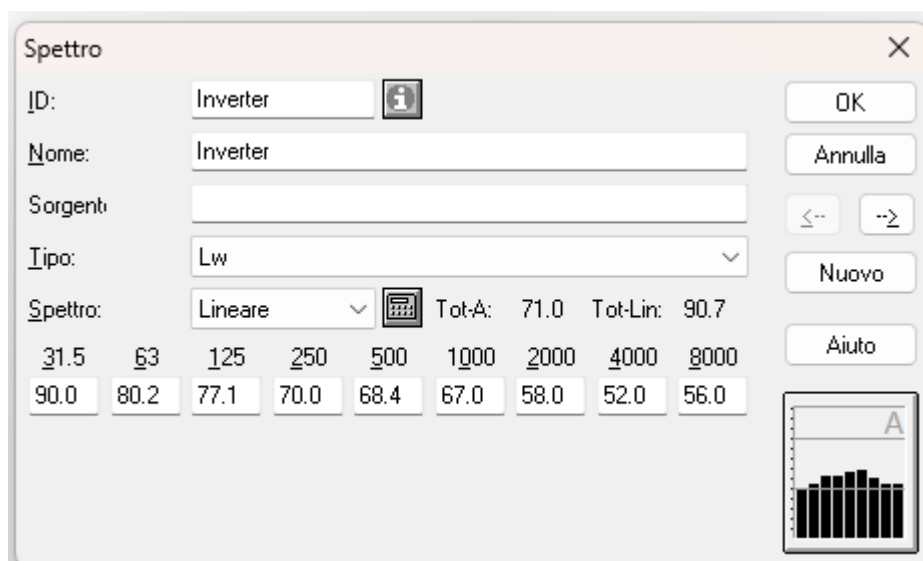 Spettro
ID: Inverter OK
Nome: Inverter Annulla
Sorgent <-- -->
Tipo: Lw Nuovo
Spettro: Lineare Tot-A: 71.0 Tot-Lin: 90.7
Aiuto
31.5 63 125 250 500 1000 2000 4000 8000
90.0 80.2 77.1 70.0 68.4 67.0 58.0 52.0 56.0
A